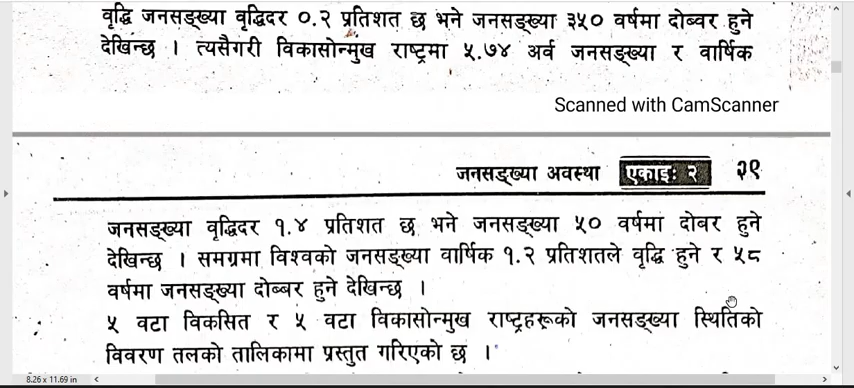 वृद्धि जनसङ्ख्या वृद्धिदर ०.२ प्रतिशत छ भने जनसङ्ख्या ३५० वर्षमा दोब्बर हुने
देखिन्छ । त्यसैगरी विकासोन्मुख राष्ट्रमा ५.७४ अर्व जनसङ्ख्या र वार्षिक
Scanned with CamScanner
जनसङ्ख्या अवस्था एकाइः २ २९
जनसङ्ख्या वृद्धिदर १.४ प्रतिशत छ भने जनसङ्ख्या ५० वर्षमा दोबर हुने
देखिन्छ । समग्रमा विश्वको जनसङ्ख्या वार्षिक १.२ प्रतिशतले वृद्धि हुने र ५८
वर्षमा जनसङ्ख्या दोब्बर हुने देखिन्छ ।
५ वटा विकसित र ५ वटा विकासोन्मुख राष्ट्रहरूको जनसङ्ख्या स्थितिको
विवरण तलको तालिकामा प्रस्तुत गरिएको छ ।
8.26 x 11.69 in